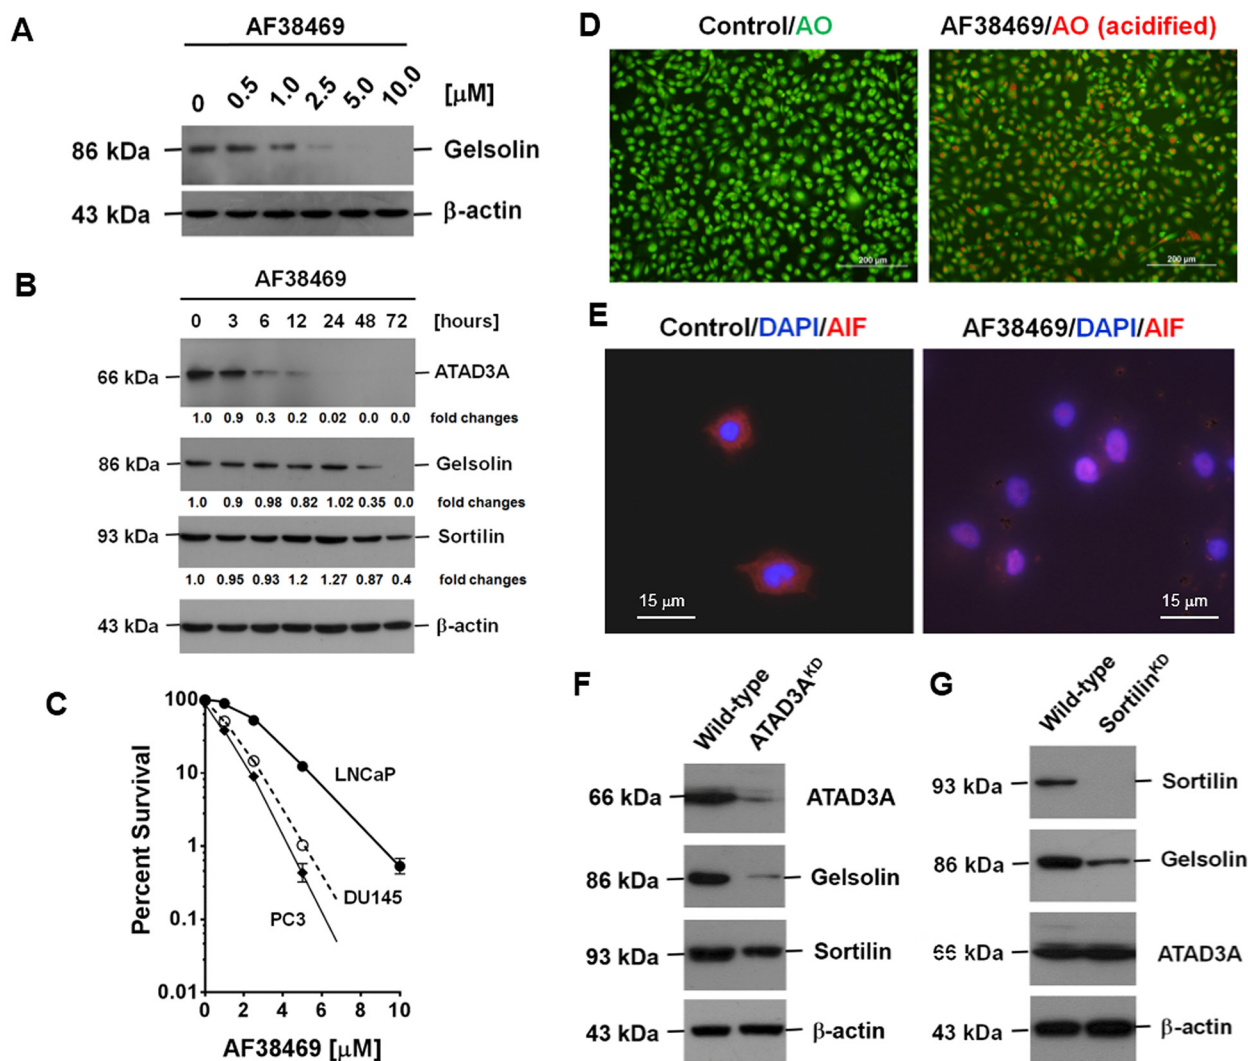 A
AF38469
0 0.5 1.0 2.5 5.0 10.0 [μM]
86 kDa Gelsolin
43 kDa β-actin
B
AF38469
0 3 6 12 24 48 72 [hours]
66 kDa ATAD3A
1.0 0.9 0.3 0.2 0.02 0.0 0.0 fold changes
86 kDa Gelsolin
1.0 0.9 0.98 0.82 1.02 0.35 0.0 fold changes
93 kDa Sortilin
1.0 0.95 0.93 1.2 1.27 0.87 0.4 fold changes
43 kDa β-actin
C
Percent Survival
100
10
1
0.1
0.01
LNCaP
DU145
PC3
0 2 4 6 8 10
AF38469 [μM]
D
Control/AO AF38469/AO (acidified)
200 μm 200 μm
E
Control/DAPI/AIF AF38469/DAPI/AIF
15 μm 15 μm
F
Wild-type ATAD3A^KD
66 kDa ATAD3A
86 kDa Gelsolin
93 kDa Sortilin
43 kDa β-actin
G
Wild-type Sortilin^KD
93 kDa Sortilin
86 kDa Gelsolin
66 kDa ATAD3A
43 kDa β-actin